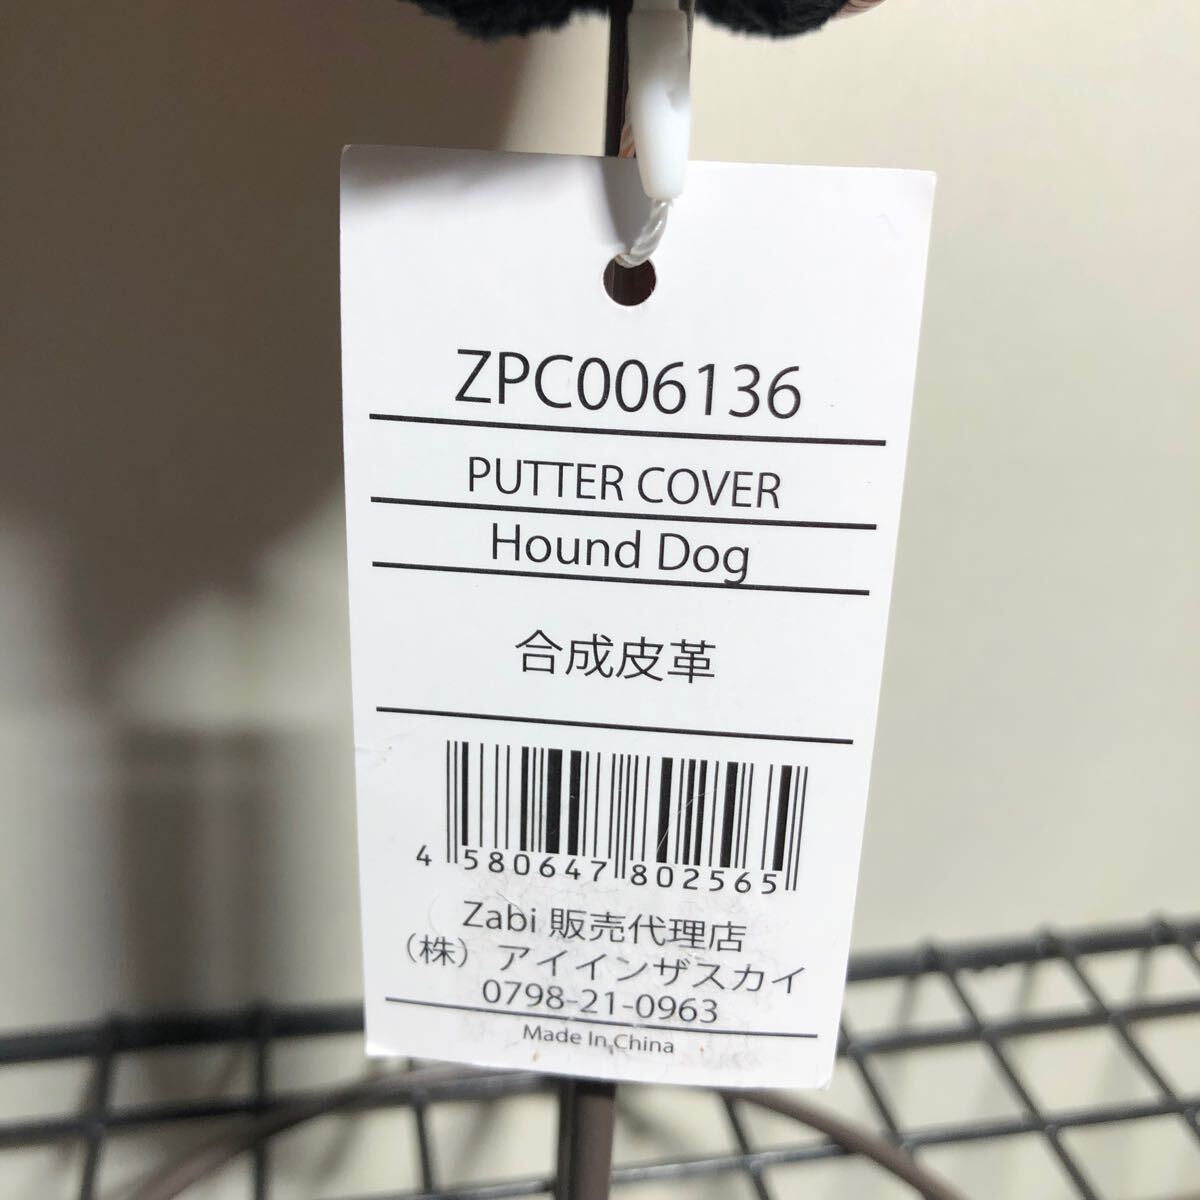 ZPC006136
PUTTER COVER
Hound Dog
合成皮革
4 580647 802565
Zabi 販売代理店
（株）アイインザスカイ
0798-21-0963
Made In China